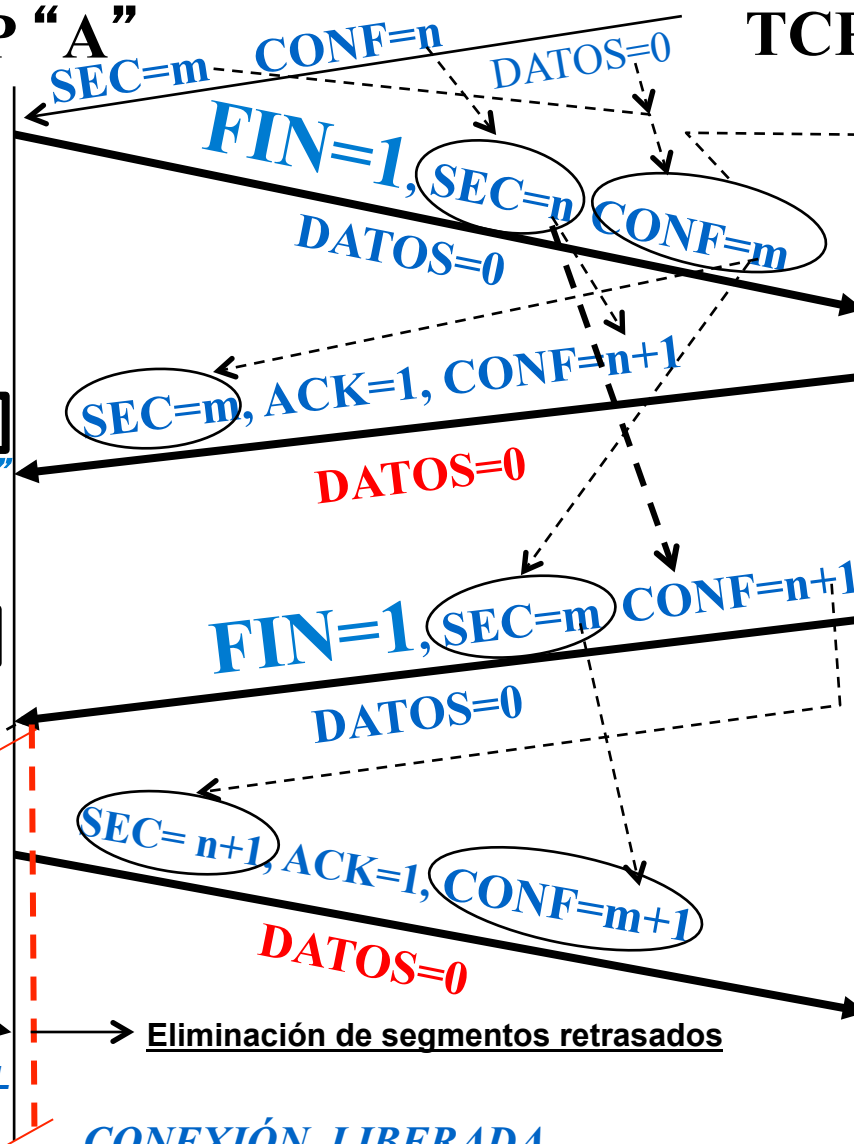 P “A” TCP
SEC=m CONF=n DATOS=0
FIN=1, SEC=n CONF=m
DATOS=0
SEC=m, ACK=1, CONF=n+1
”
DATOS=0
FIN=1, SEC=m CONF=n+1
DATOS=0
SEC= n+1, ACK=1, CONF=m+1
DATOS=0
Eliminación de segmentos retrasados
CONEXIÓN LIBERADA